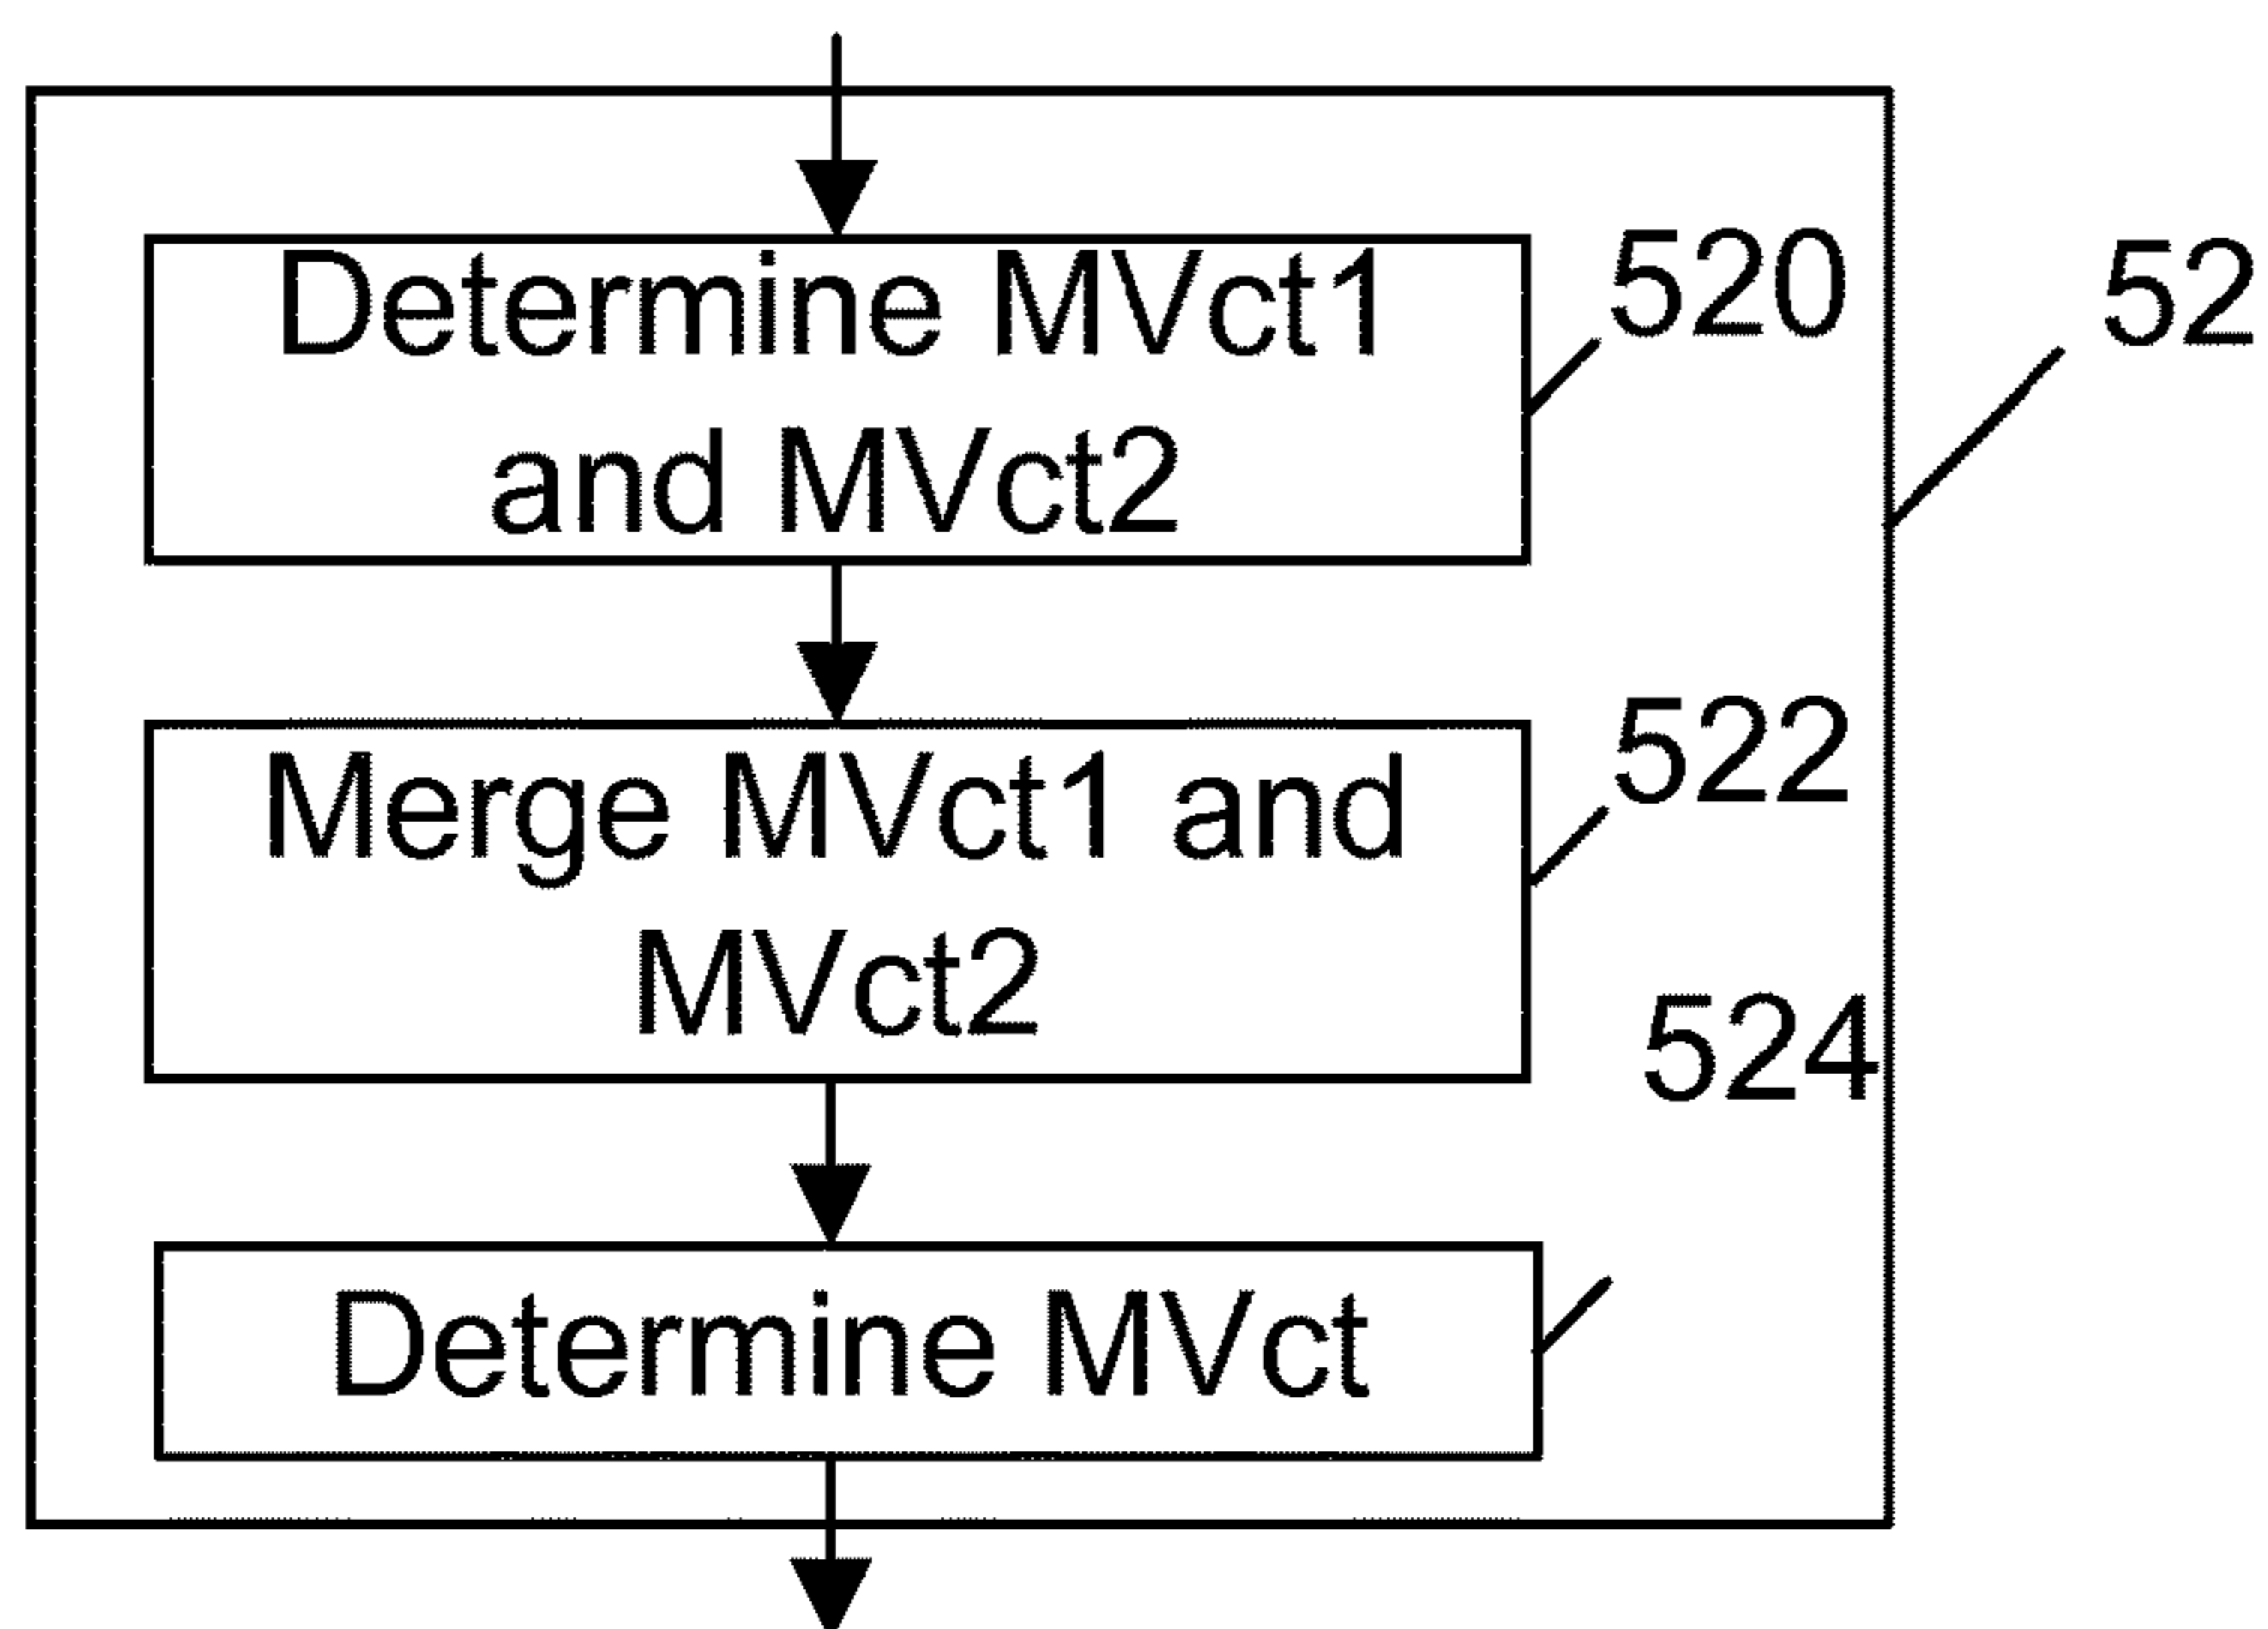 Determine MVct1
and MVct2
520
52
Merge MVct1 and
MVct2
522
524
Determine MVct